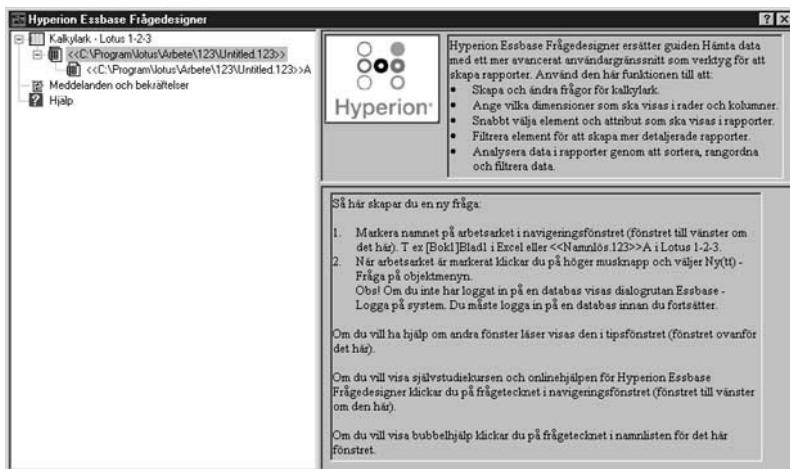 Hyperion Essbase Frågedesigner
Kalkylark - Lotus 1-2-3
<<C:\Program\lotus\Arbete\123\Untitled.123>>
<<C:\Program\lotus\Arbete\123\Untitled.123>>A
Meddelanden och bekräftelser
Hjälp
Hyperion
Hyperion Essbase Frågedesigner ersätter guiden Hämta data
med ett mer avancerat användargränssnitt som verktyg för att
skapa rapporter. Använd den här funktionen till att:
• Skapa och ändra frågor för kalkylark.
• Ange vilka dimensioner som ska visas i rader och kolumner.
• Snabbt välja element och attribut som ska visas i rapporter.
• Filtrera element för att skapa mer detaljerade rapporter.
• Analysera data i rapporter genom att sortera, rangordna
och filtrera data.
Så här skapar du en ny fråga:
1. Markera namnet på arbetsarket i navigeringsfönstret (fönstret till vänster om
det här). T ex [Bok1]Blad1 i Excel eller <<Namnlös.123>>A i Lotus 1-2-3.
2. När arbetsarket är markerat klickar du på höger musknapp och väljer Ny(tt) -
Fråga på objektmenyn.
Obs! Om du inte har loggat in på en databas visas dialogrutan Essbase -
Logga på system. Du måste logga in på en databas innan du fortsätter.
Om du vill ha hjälp om andra fönster läser visas den i tipsfönstret (fönstret ovanför
det här).
Om du vill visa självstudiekursen och onlinehjälpen för Hyperion Essbase
Frågedesigner klickar du på frågetecknet i navigeringsfönstret (fönstret till vänster
om den här).
Om du vill visa bubbelhjälp klickar du på frågetecknet i namnlisten för det här
fönstret.